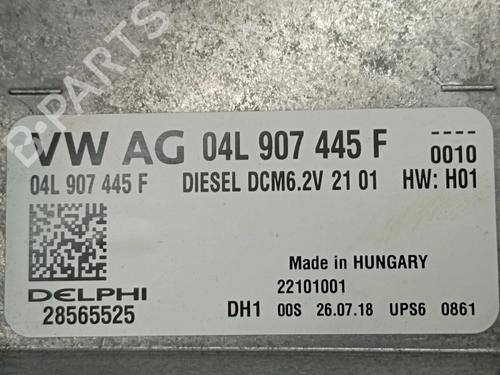 VW AG 04L 907 445 F ----
0010
04L 907 445 F DIESEL DCM6.2V 21 01 HW: H01
Made in HUNGARY
22101001
DELPHI
28565525
DH1 00S 26.07.18 UPS6 0861